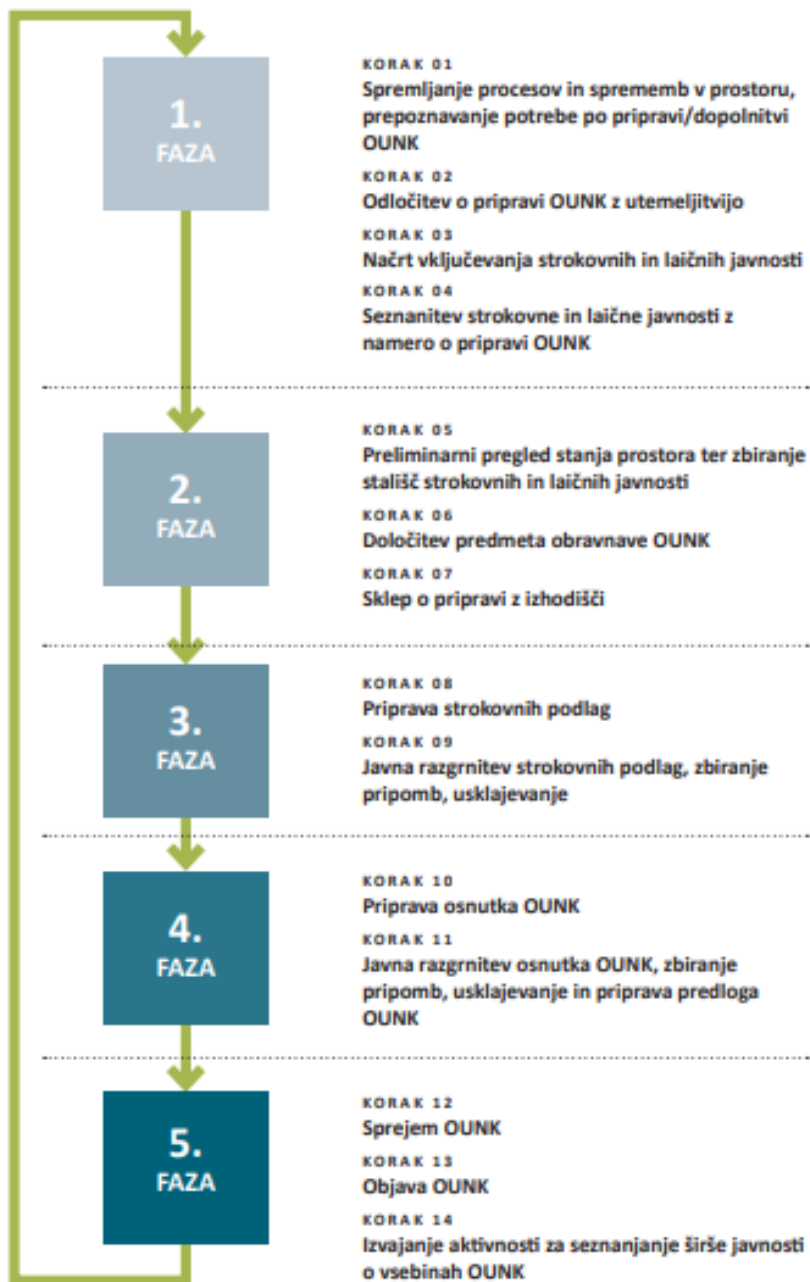 1.
FAZA
KORAK 01
Spremljanje procesov in sprememb v prostoru,
prepoznavanje potrebe po pripravi/dopolnitvi
OUNK
KORAK 02
Odločitev o pripravi OUNK z utemeljitvijo
KORAK 03
Načrt vključevanja strokovnih in laičnih javnosti
KORAK 04
Seznanitev strokovne in laične javnosti z
namero o pripravi OUNK
2.
FAZA
KORAK 05
Preliminarni pregled stanja prostora ter zbiranje
stališč strokovnih in laičnih javnosti
KORAK 06
Določitev predmeta obravnave OUNK
KORAK 07
Sklep o pripravi z izhodišči
3.
FAZA
KORAK 08
Priprava strokovnih podlag
KORAK 09
Javna razgrnitev strokovnih podlag, zbiranje
pripomb, usklajevanje
4.
FAZA
KORAK 10
Priprava osnutka OUNK
KORAK 11
Javna razgrnitev osnutka OUNK, zbiranje
pripomb, usklajevanje in priprava predloga
OUNK
5.
FAZA
KORAK 12
Sprejem OUNK
KORAK 13
Objava OUNK
KORAK 14
Izvajanje aktivnosti za seznanjanje širše javnosti
o vsebinah OUNK